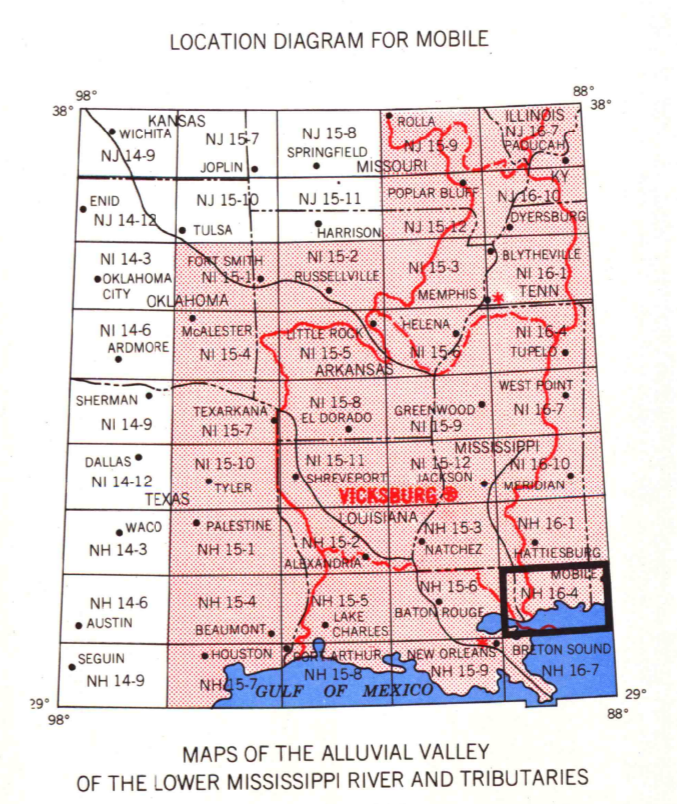 LOCATION DIAGRAM FOR MOBILE
98°
88°
38°
38°
KANSAS
WICHITA
NJ 14-9
NJ 15-7
JOPLIN
NJ 15-8
SPRINGFIELD
MISSOURI
ROLLA
NJ 15-9
ILLINOIS
NJ 16-7
PADUCAH
KY
ENID
NJ 14-12
NJ 15-10
TULSA
NJ 15-11
HARRISON
POPLAR BLUFF
NJ 15-12
NJ 16-10
DYERSBURG
NI 14-3
OKLAHOMA
CITY
OKLAHOMA
FORT SMITH
NI 15-1
NI 15-2
RUSSELLVILLE
NI 15-3
MEMPHIS
*
BLYTHEVILLE
NI 16-1
TENN
NI 14-6
ARDMORE
McALESTER
NI 15-4
LITTLE ROCK
NI 15-5
ARKANSAS
HELENA
NI 15-6
NI 16-4
TUPELO
SHERMAN
NI 14-9
TEXARKANA
NI 15-7
NI 15-8
EL DORADO
GREENWOOD
NI 15-9
WEST POINT
NI 16-7
MISSISSIPPI
DALLAS
NI 14-12
TEXAS
NI 15-10
TYLER
NI 15-11
SHREVEPORT
NI 15-12
JACKSON
NI 16-10
MERIDIAN
VICKSBURG
LOUISIANA
WACO
NH 14-3
PALESTINE
NH 15-1
NH 15-2
ALEXANDRIA
NH 15-3
NATCHEZ
NH 16-1
HATTIESBURG
NH 14-6
AUSTIN
NH 15-4
BEAUMONT
NH 15-5
LAKE
CHARLES
NH 15-6
BATON ROUGE
MOBILE
NH 16-4
SEGUIN
NH 14-9
HOUSTON
NH 15-7
PORT ARTHUR
NH 15-8
NEW ORLEANS
NH 15-9
*
BRETON SOUND
NH 16-7
GULF OF MEXICO
29°
98°
29°
88°
MAPS OF THE ALLUVIAL VALLEY
OF THE LOWER MISSISSIPPI RIVER AND TRIBUTARIES